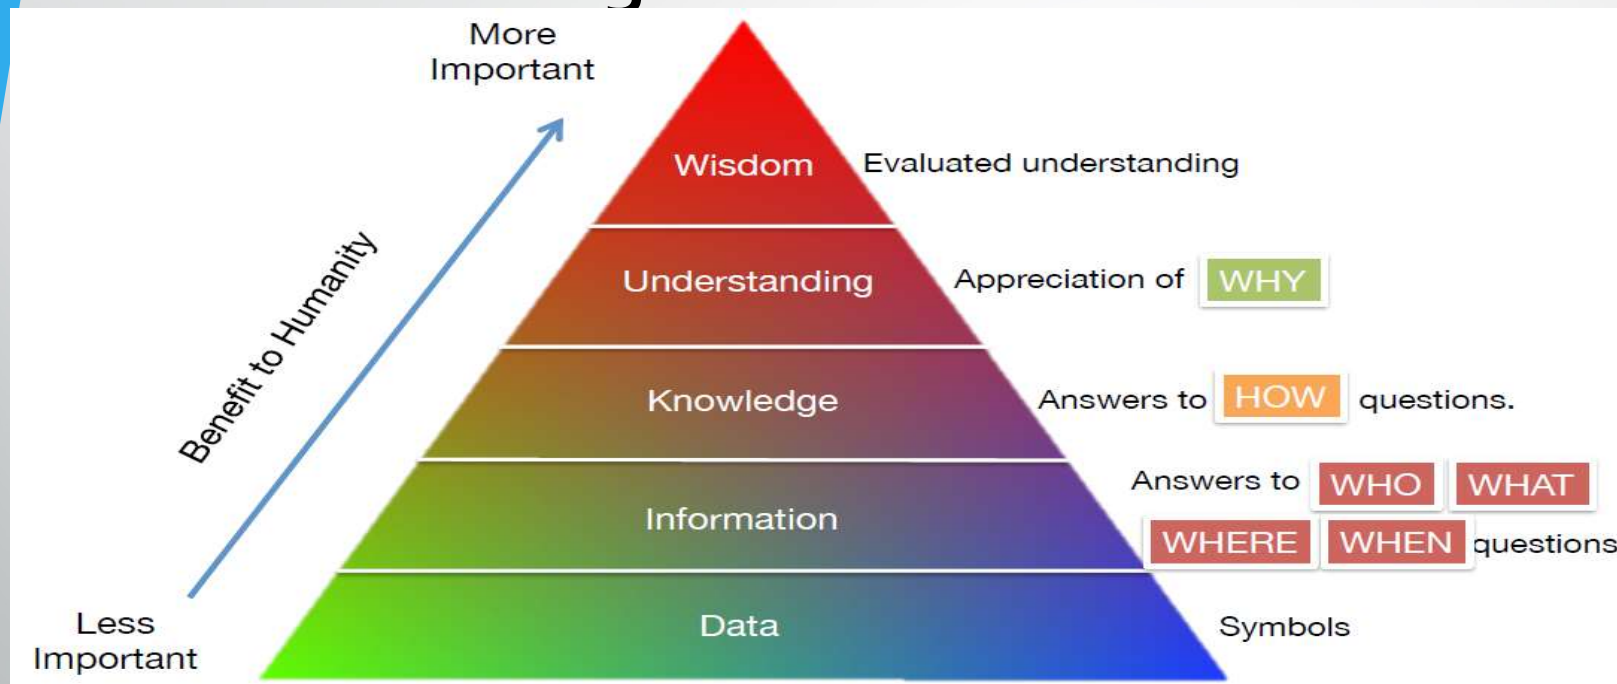 More
Important
Wisdom Evaluated understanding
Understanding Appreciation of WHY
Benefit to Humanity
Knowledge Answers to HOW questions.
Answers to WHO WHAT
Information
WHERE WHEN questions
Data Symbols
Less
Important